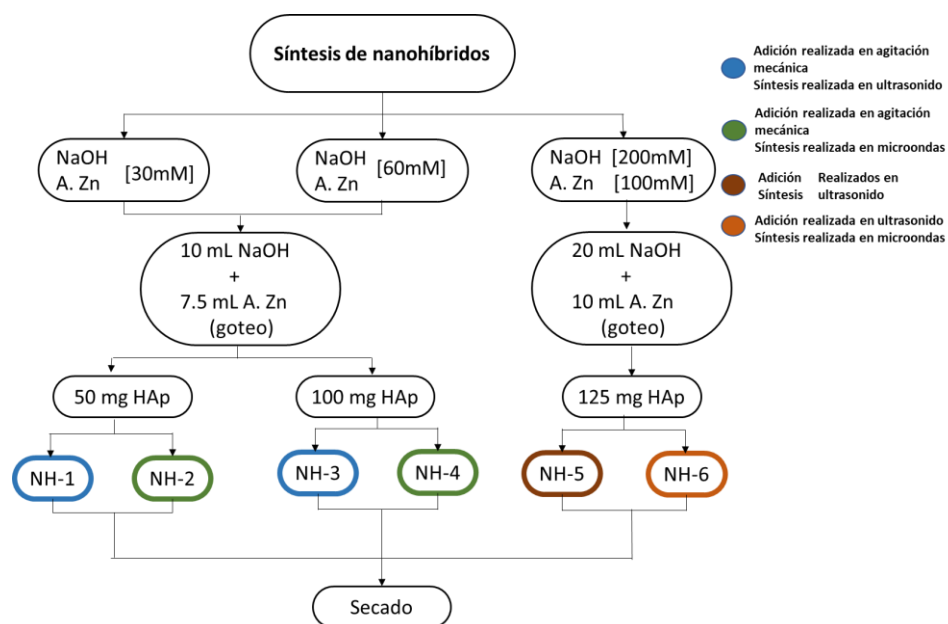 Síntesis de nanohíbridos
Adición realizada en agitación
mecánica
Síntesis realizada en ultrasonido
Adición realizada en agitación
mecánica
Síntesis realizada en microondas
Adición Realizados en
Síntesis ultrasonido
Adición realizada en ultrasonido
Síntesis realizada en microondas
NaOH
A. Zn
[30mM]
NaOH
A. Zn
[60mM]
NaOH [200mM]
A. Zn [100mM]
10 mL NaOH
+
7.5 mL A. Zn
(goteo)
20 mL NaOH
+
10 mL A. Zn
(goteo)
50 mg HAp
100 mg HAp
125 mg HAp
NH-1
NH-2
NH-3
NH-4
NH-5
NH-6
Secado